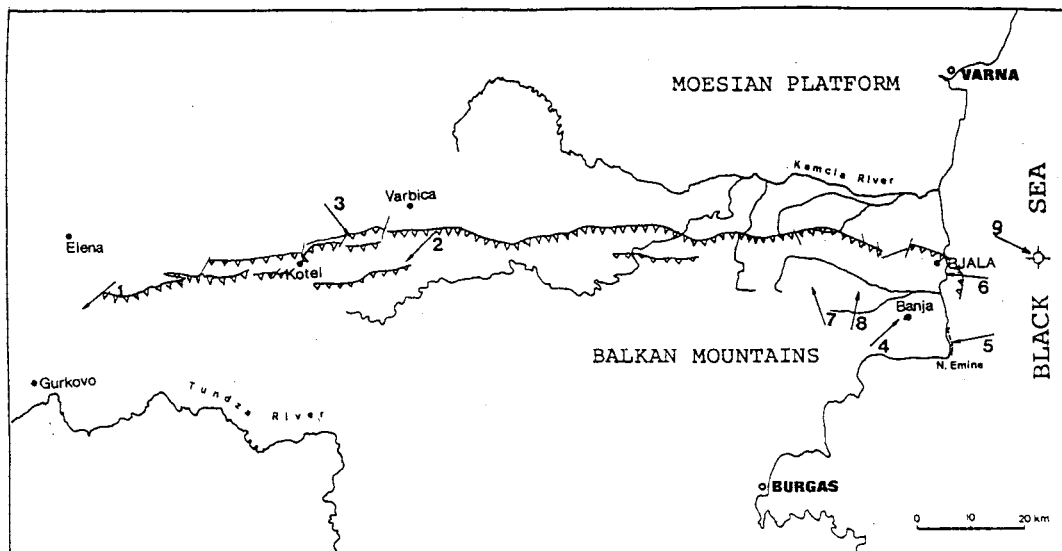 VARNA
MOESIAN PLATFORM
Kamcia River
BLACK SEA
Varbica
3
Elena
2
9
Kotel
BJALA
1
6
7
8
Banja
4
5
N. Emine
BALKAN MOUNTAINS
Gurkovo
Tundza River
BURGAS
0 10 20 km